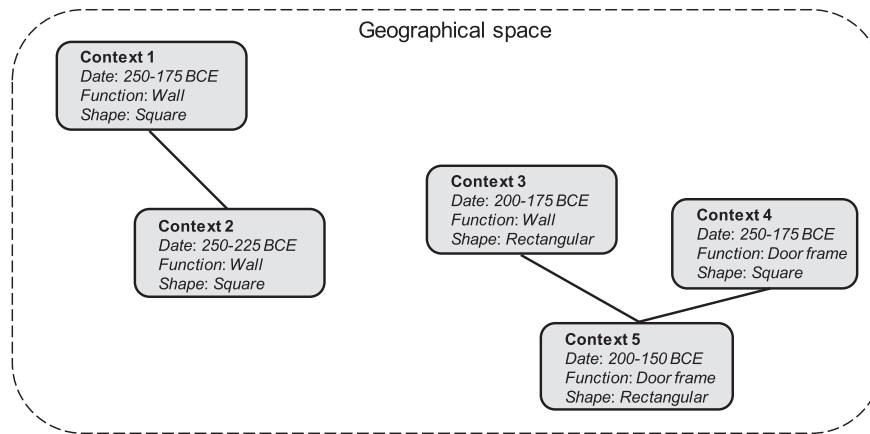 Geographical space
Context 1
Date: 250-175 BCE
Function: Wall
Shape: Square
Context 2
Date: 250-225 BCE
Function: Wall
Shape: Square
Context 3
Date: 200-175 BCE
Function: Wall
Shape: Rectangular
Context 4
Date: 250-175 BCE
Function: Door frame
Shape: Square
Context 5
Date: 200-150 BCE
Function: Door frame
Shape: Rectangular